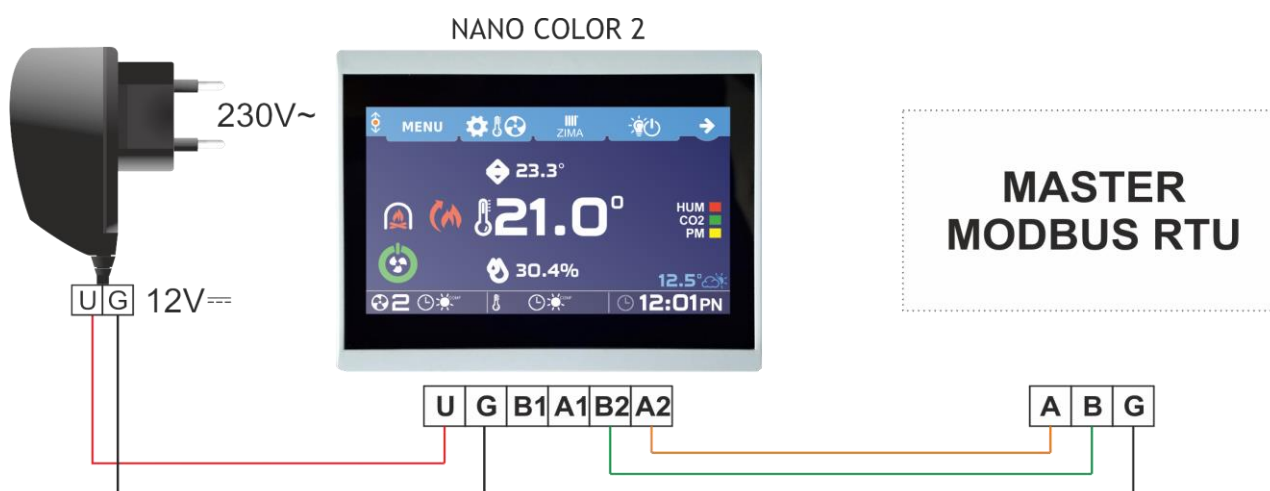 NANO COLOR 2
230V~
MENU
ZIMA
23.3°
21.0°
HUM
CO2
PM
30.4%
12.5°
2
12:01PN
U G 12V
U G B1 A1 B2 A2
MASTER
MODBUS RTU
A B G